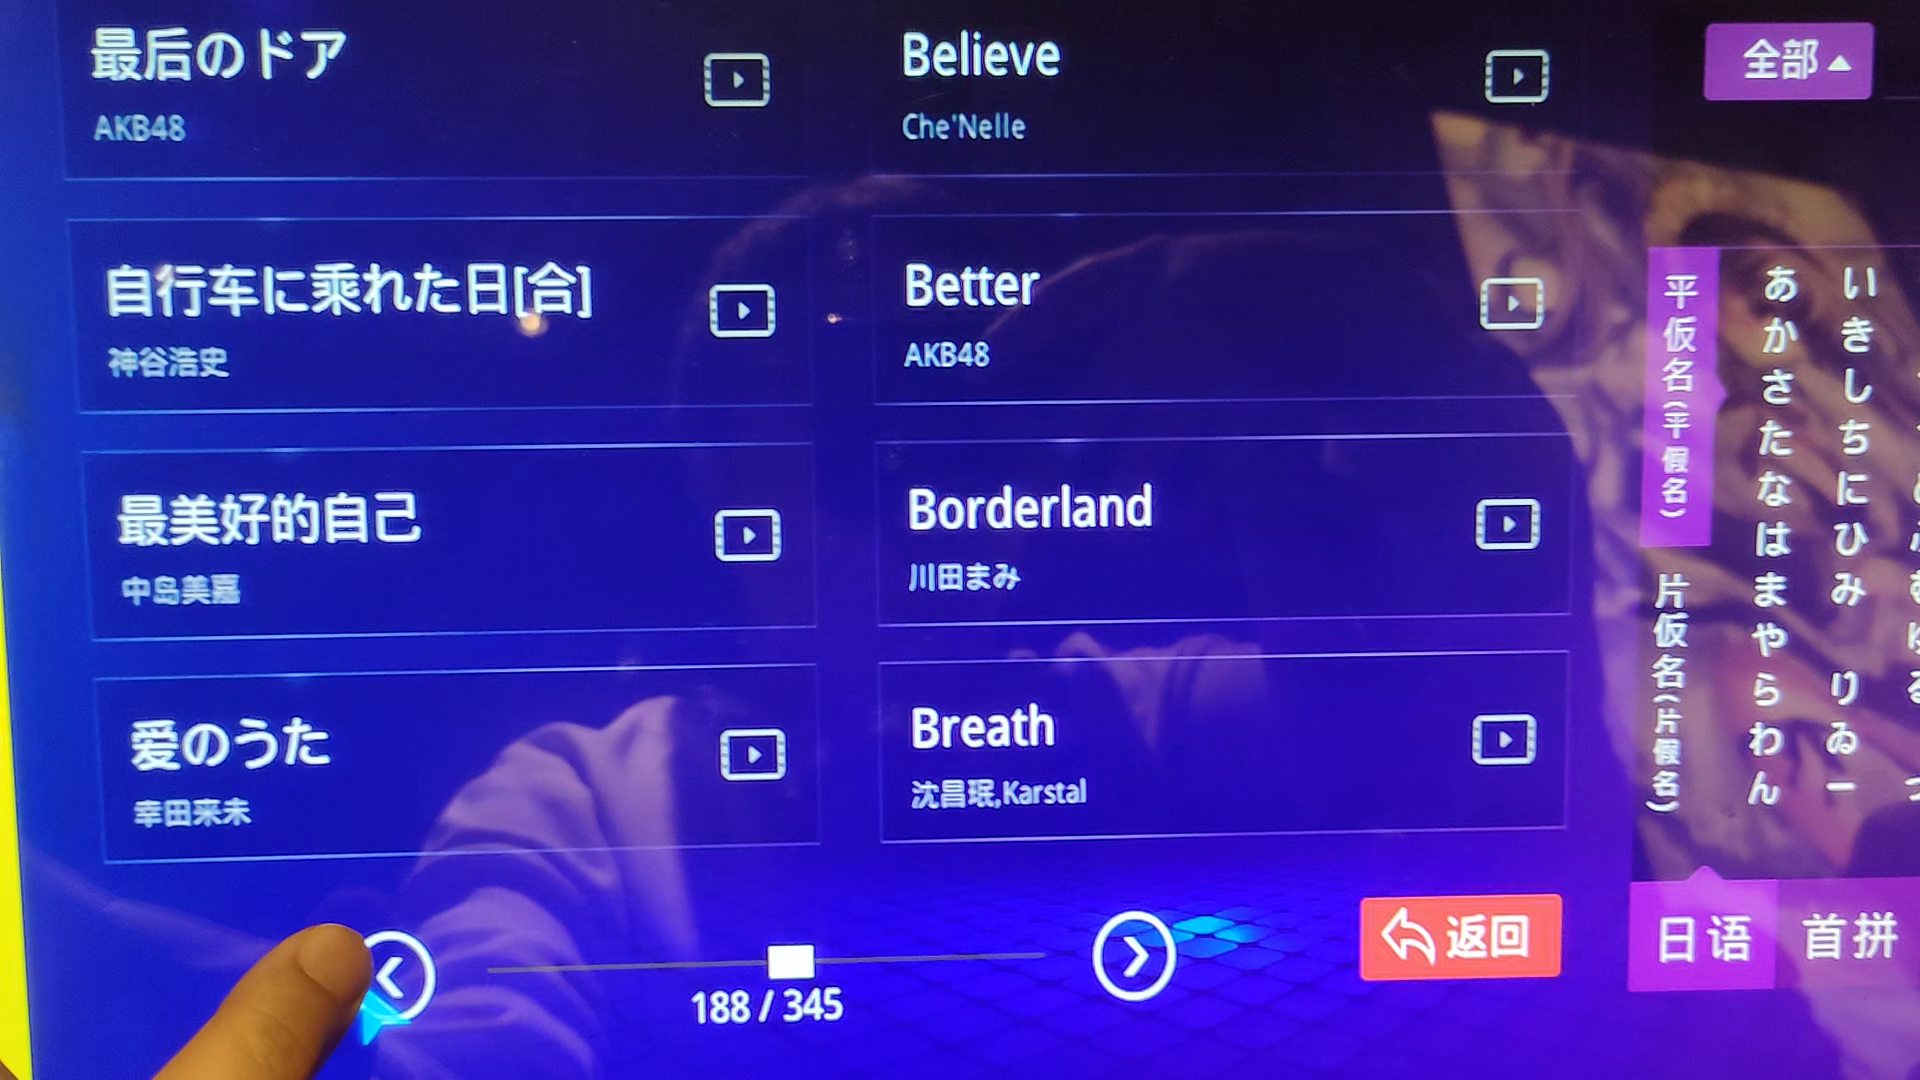 最后のドア
AKB48
Believe
Che'Nelle
自行车に乘れた日[合]
神谷浩史
Better
AKB48
最美好的自己
中岛美嘉
Borderland
川田まみ
爱のうた
幸田来未
Breath
沈昌珉,Karstal
188 / 345
返回
全部
平仮名(平假名)
片仮名(片假名)
あかさたなはまやらわん
いきしちにひみ りゐー
日语
首拼